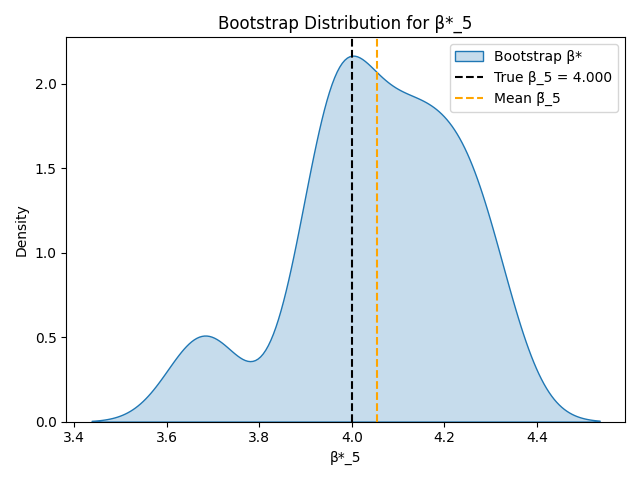 Bootstrap Distribution for β*_5
Bootstrap β*
True β_5 = 4.000
Mean β̂_5
Density
2.0
1.5
1.0
0.5
0.0
3.4 3.6 3.8 4.0 4.2 4.4
β*_5